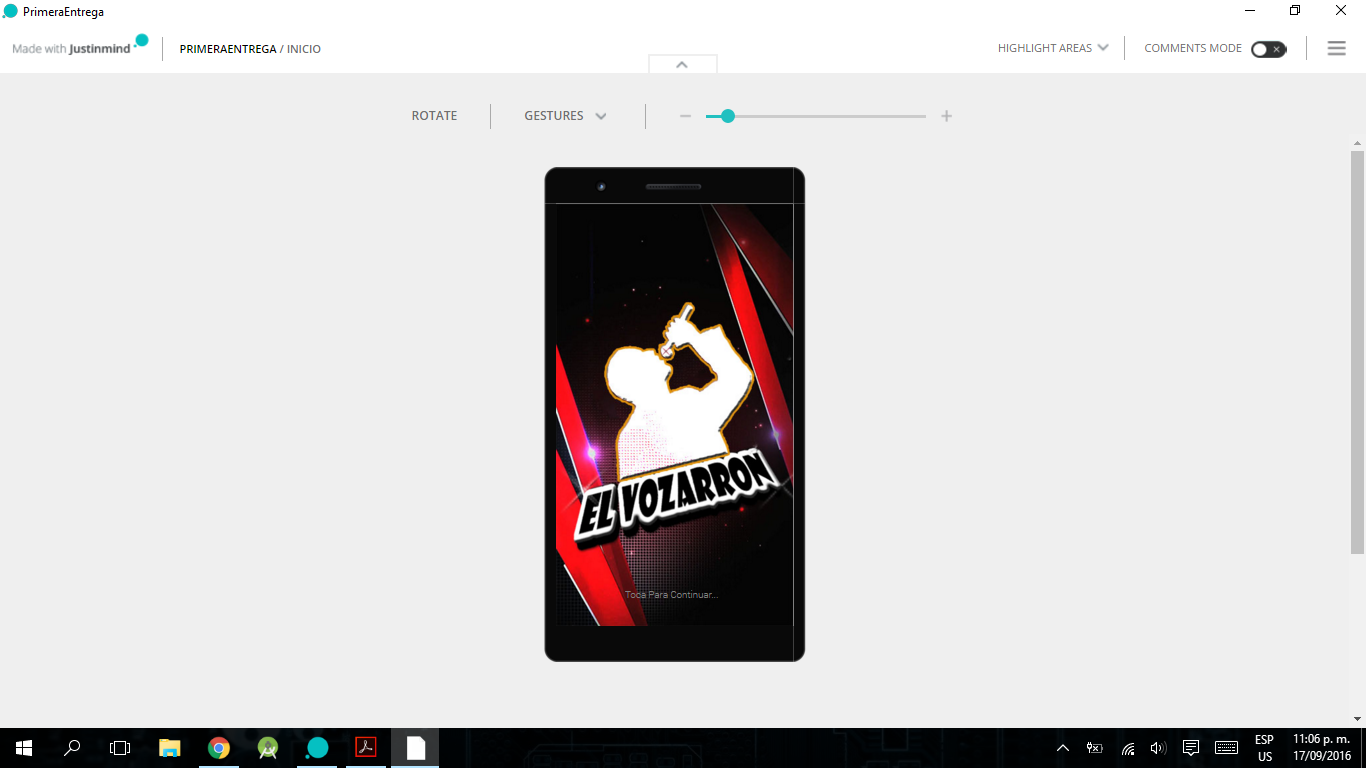 PrimeraEntrega
Made with Justinmind
PRIMERAENTREGA / INICIO
HIGHLIGHT AREAS
COMMENTS MODE
ROTATE
GESTURES
EL VOZARRON
Toca Para Continuar...
ESP
US
11:06 p. m.
17/09/2016